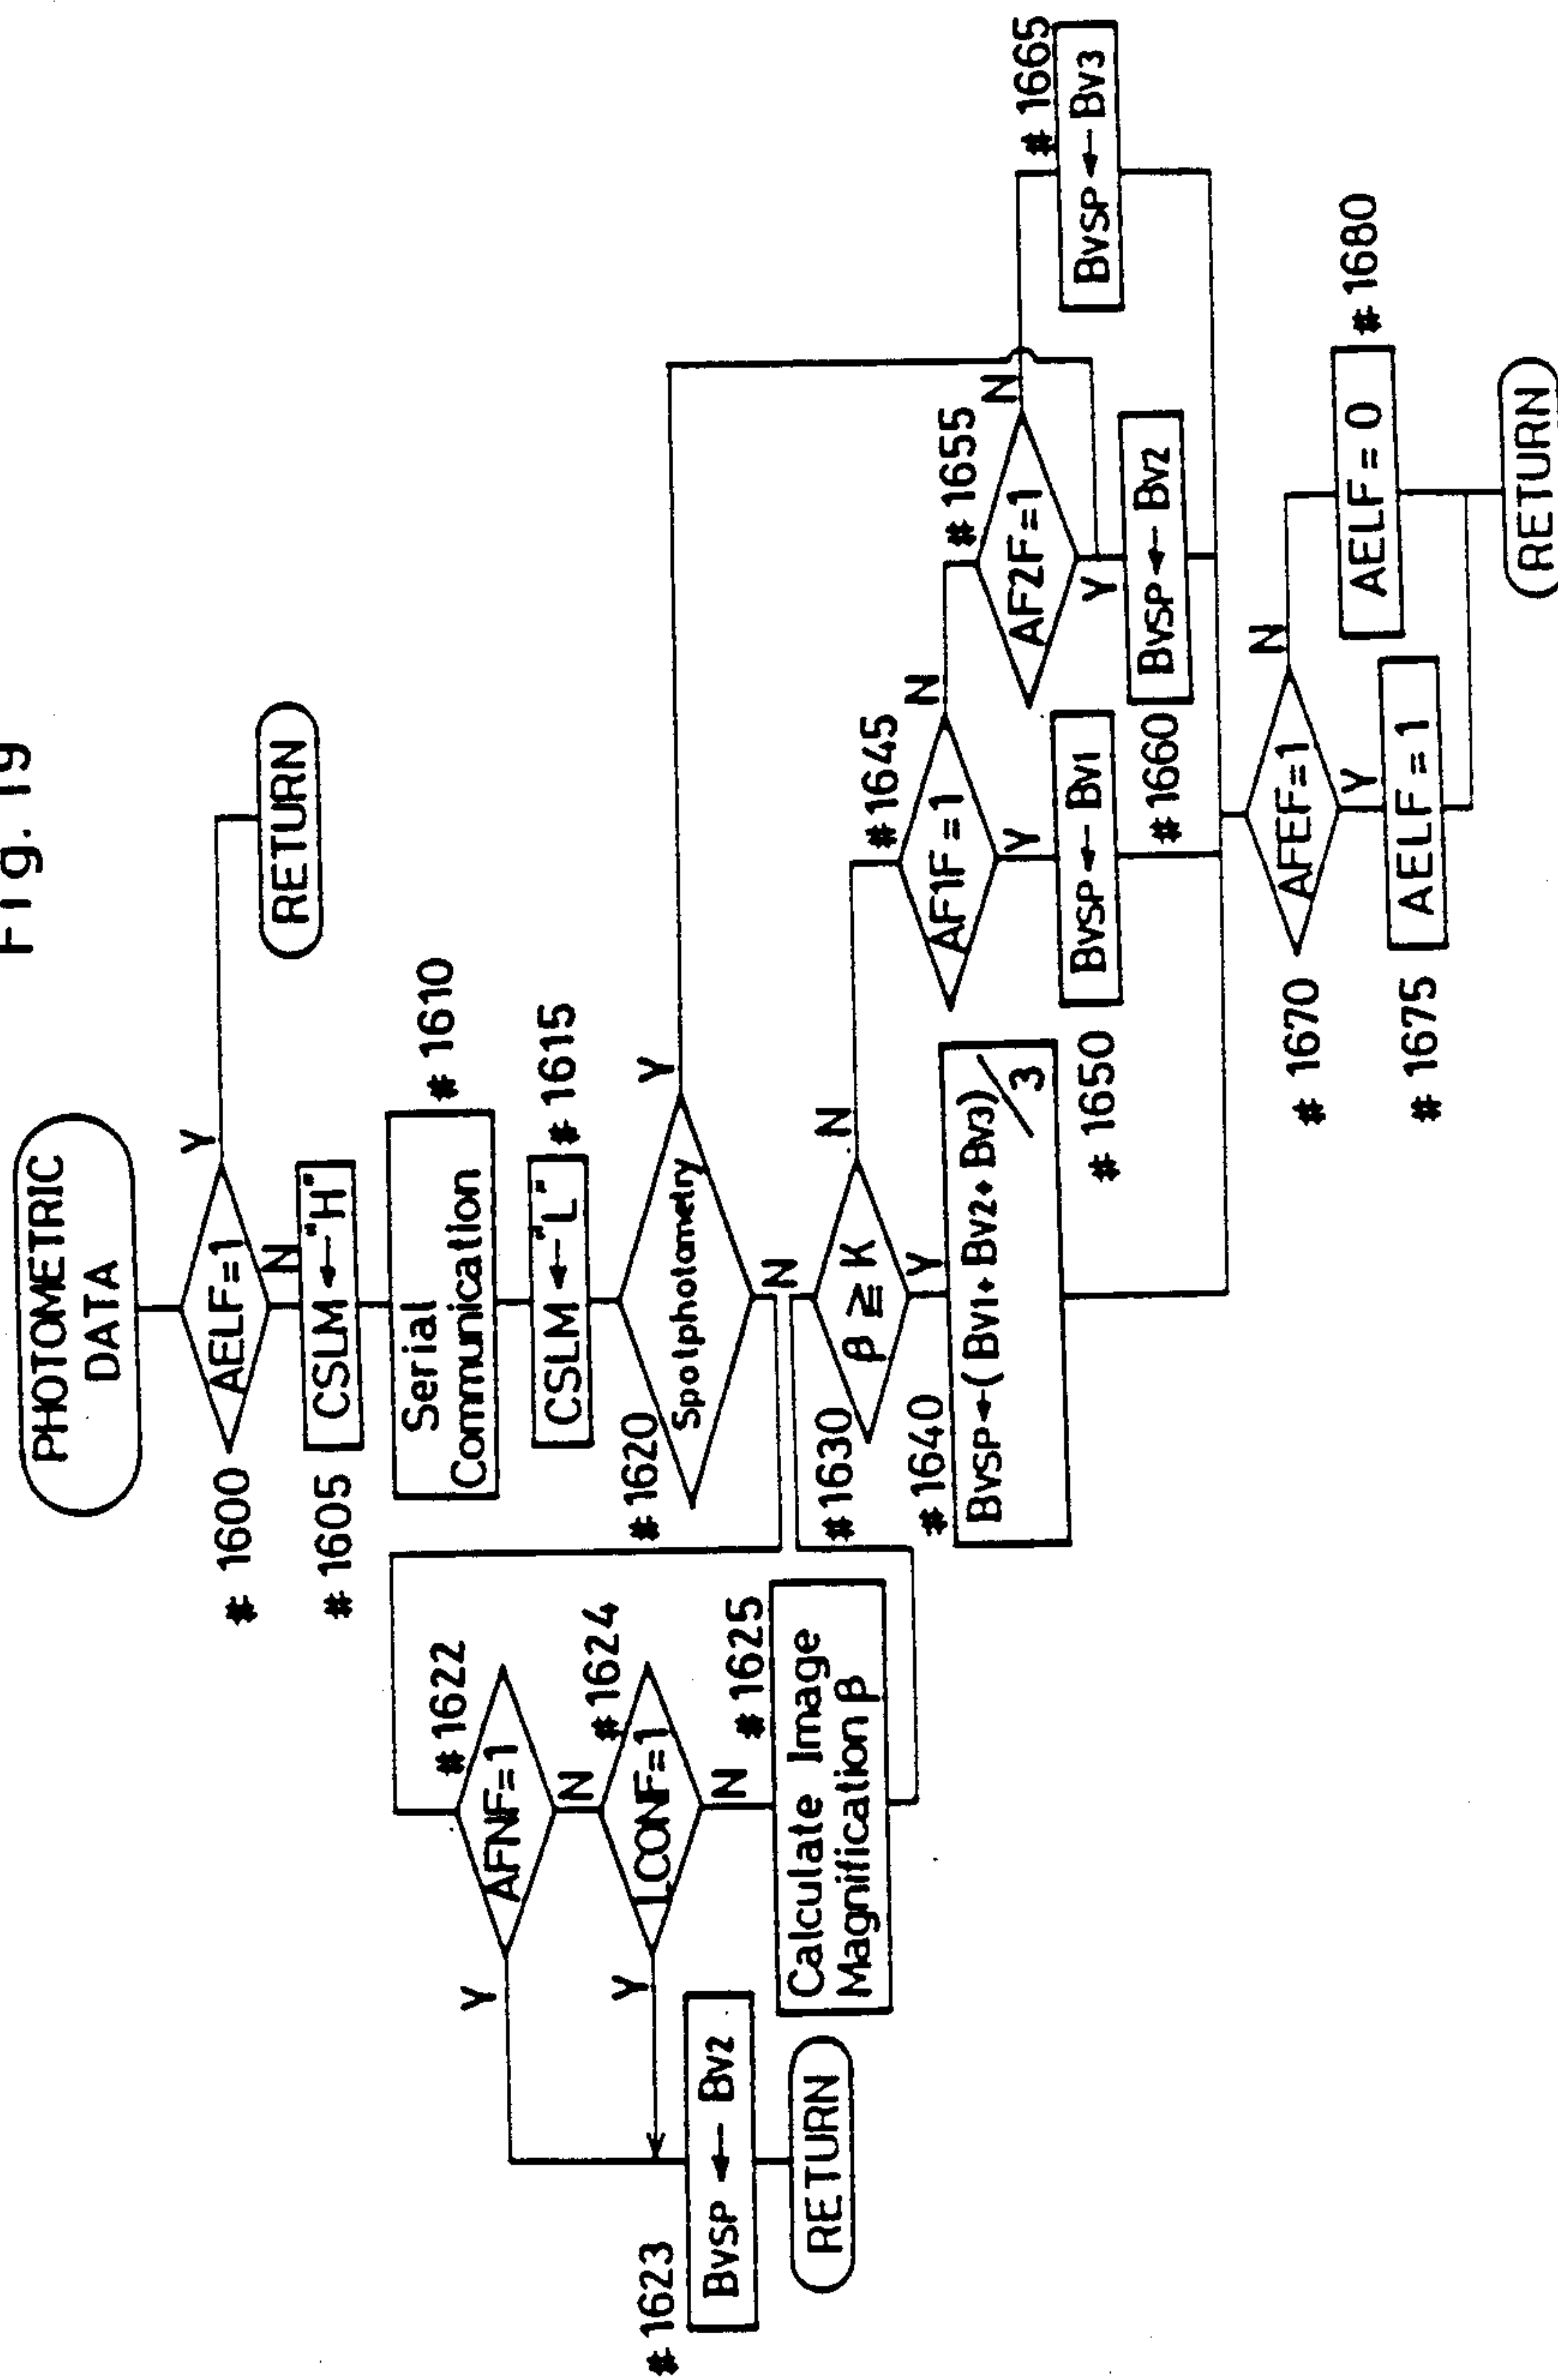 Fig. 19
PHOTOMETRIC
DATA
# 1600
AELF=1
Y
RETURN
N
# 1605
CSLM ← "H"
Serial
Communication
# 1610
CSLM ← "L"
# 1615
# 1620
Spotphotometry
Y
N
# 1622
AFNF=1
Y
N
# 1624
LCONF=1
Y
N
# 1623
BVSP ← BV2
RETURN
# 1625
Calculate Image
Magnification β
# 1630
β ≧ K
N
Y
# 1640
BVSP ← (BV1 + BV2 + BV3)/3
# 1645
AF1F=1
N
Y
# 1650
BVSP ← BV1
# 1655
AF2F=1
N
Y
# 1660
BVSP ← BV2
# 1665
BVSP ← BV3
# 1670
AFEF=1
N
Y
# 1675
AELF = 1
# 1680
AELF = 0
RETURN